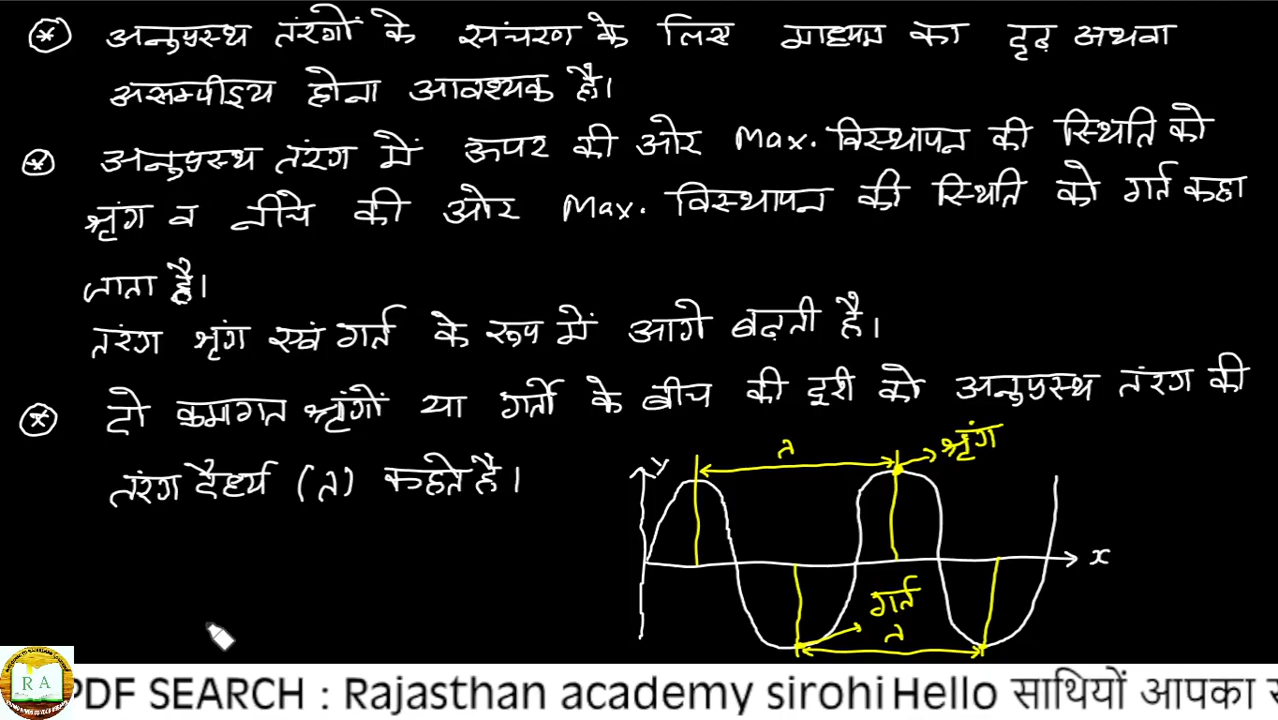 * अनुप्रस्थ तरंगों के संचरण के लिए माध्यम का दृढ़ अथवा
असम्पीड्य होना आवश्यक है।
* अनुप्रस्थ तरंग में ऊपर की ओर Max. विस्थापन की स्थिति को
श्रृंग व नीचे की ओर Max. विस्थापन की स्थिति को गर्त कहा
जाता है।
तरंग श्रृंग एवं गर्त के रूप में आगे बढ़ती है।
* दो क्रमागत श्रृंगों या गर्तो के बीच की दूरी को अनुप्रस्थ तरंग की
तरंग दैर्ध्य (λ) कहते है।
y
λ
श्रृंग
x
गर्त
λ
RA
PDF SEARCH : Rajasthan academy sirohi Hello साथियों आपका